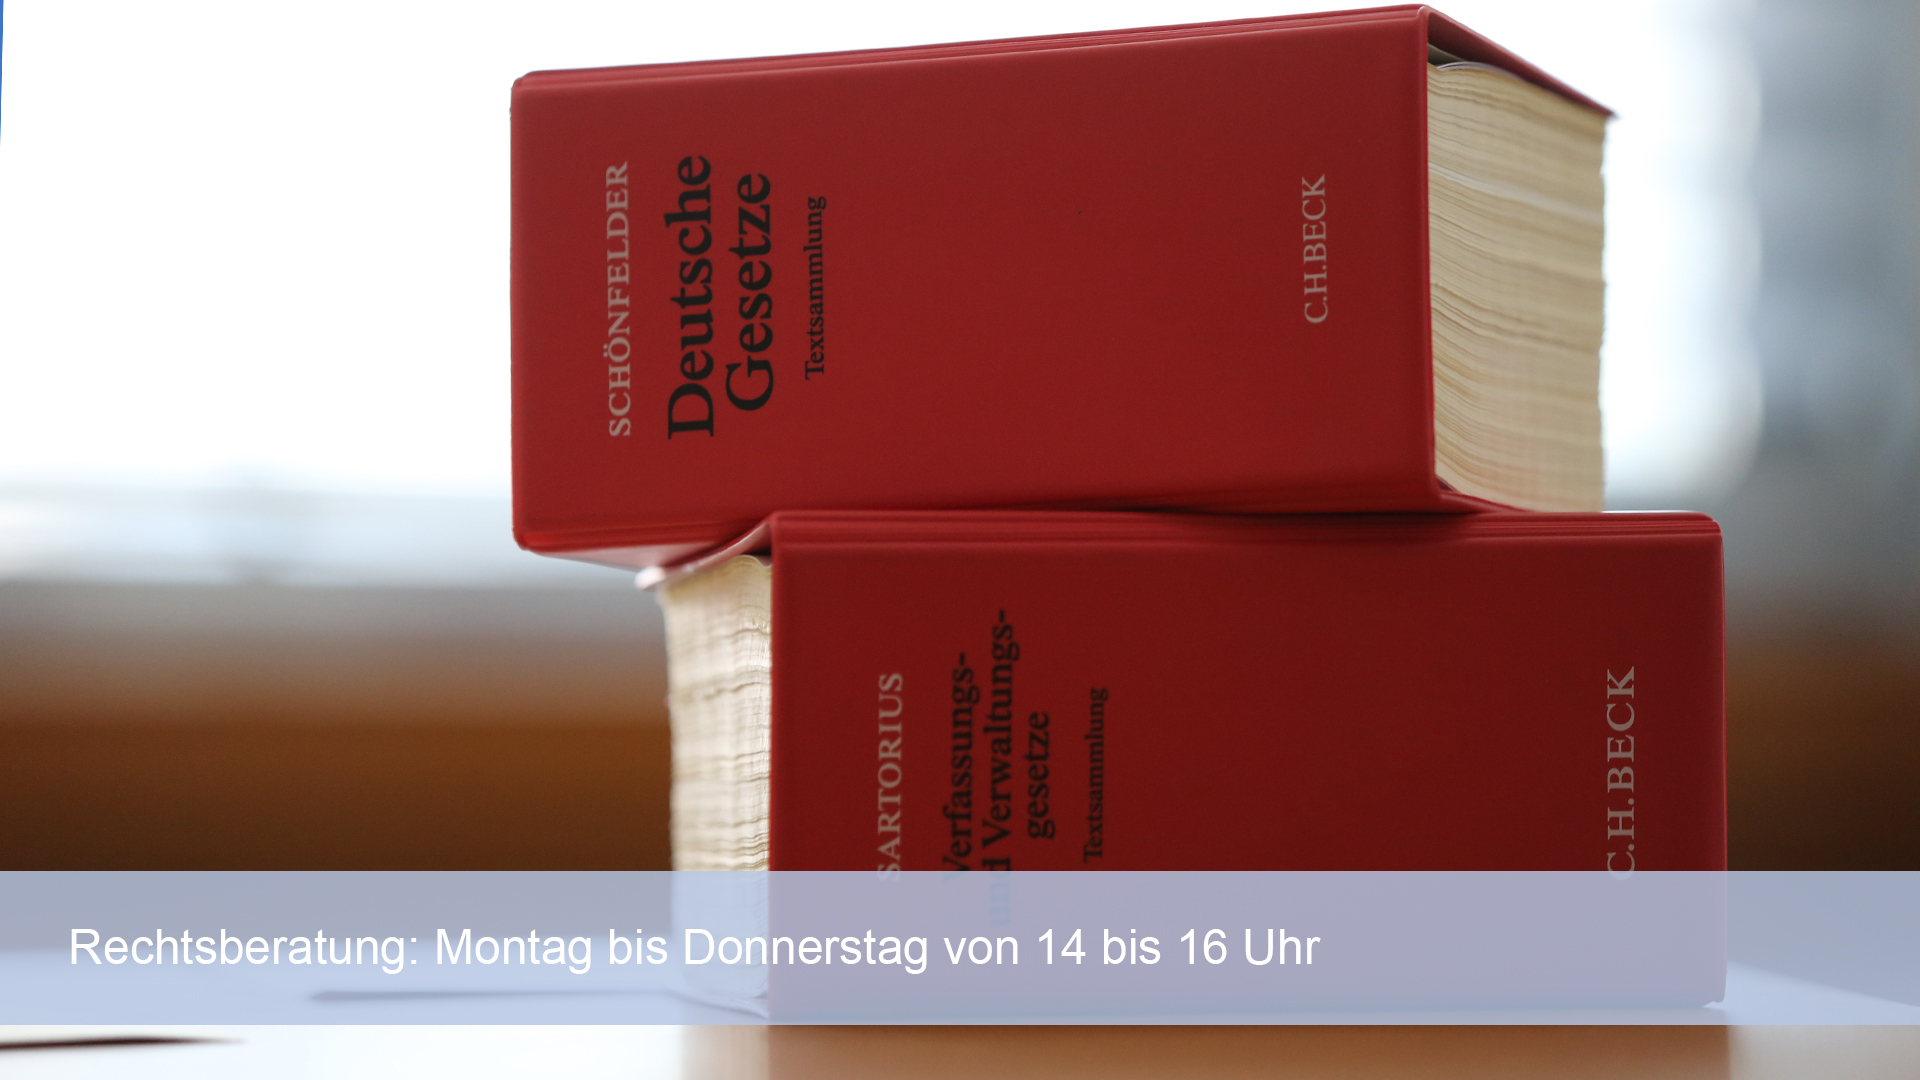 SCHÖNFELDER
Deutsche
Gesetze
Textsammlung
C.H.BECK
SARTORIUS
Verfassungs-
und Verwaltungs-
gesetze
Textsammlung
C.H.BECK
Rechtsberatung: Montag bis Donnerstag von 14 bis 16 Uhr